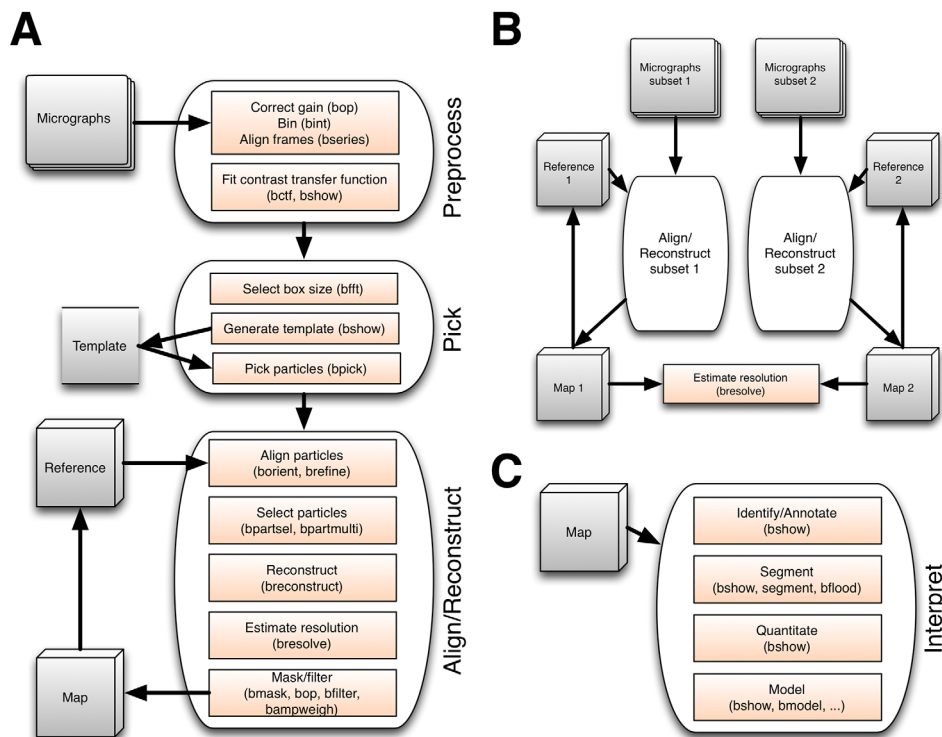 A
Micrographs
Correct gain (bop)
Bin (bint)
Align frames (bseries)
Fit contrast transfer function
(bctf, bshow)
Preprocess
Select box size (bfft)
Generate template (bshow)
Pick particles (bpick)
Template
Pick
Reference
Align particles
(borient, brefine)
Select particles
(bpartsel, bpartmulti)
Reconstruct
(breconstruct)
Estimate resolution
(bresolve)
Mask/filter
(bmask, bop, bfilter,
bampweigh)
Map
Align/Reconstruct
B
Micrographs
subset 1
Micrographs
subset 2
Reference
1
Reference
2
Align/
Reconstruct
subset 1
Align/
Reconstruct
subset 2
Map 1
Estimate resolution
(bresolve)
Map 2
C
Map
Identify/Annotate
(bshow)
Segment
(bshow, segment, bflood)
Quantitate
(bshow)
Model
(bshow, bmodel, ...)
Interpret